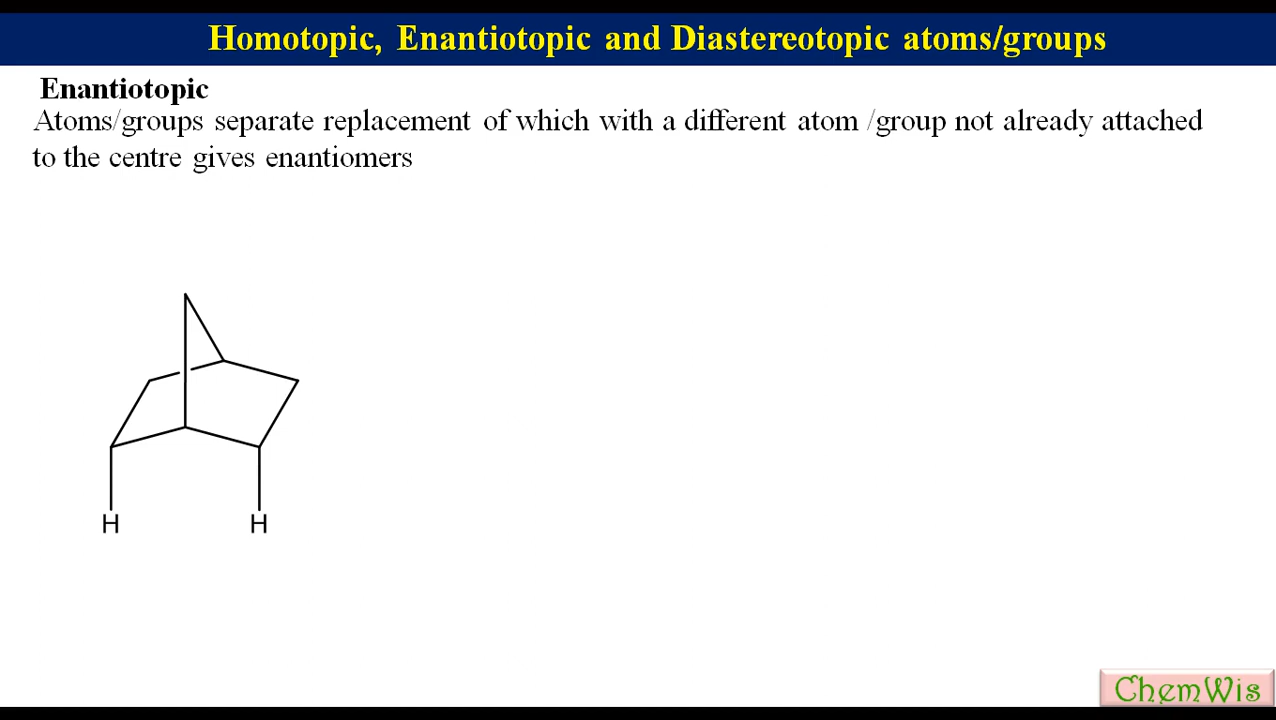 Homotopic, Enantiotopic and Diastereotopic atoms/groups
Enantiotopic
Atoms/groups separate replacement of which with a different atom /group not already attached
to the centre gives enantiomers
H H
ChemWis